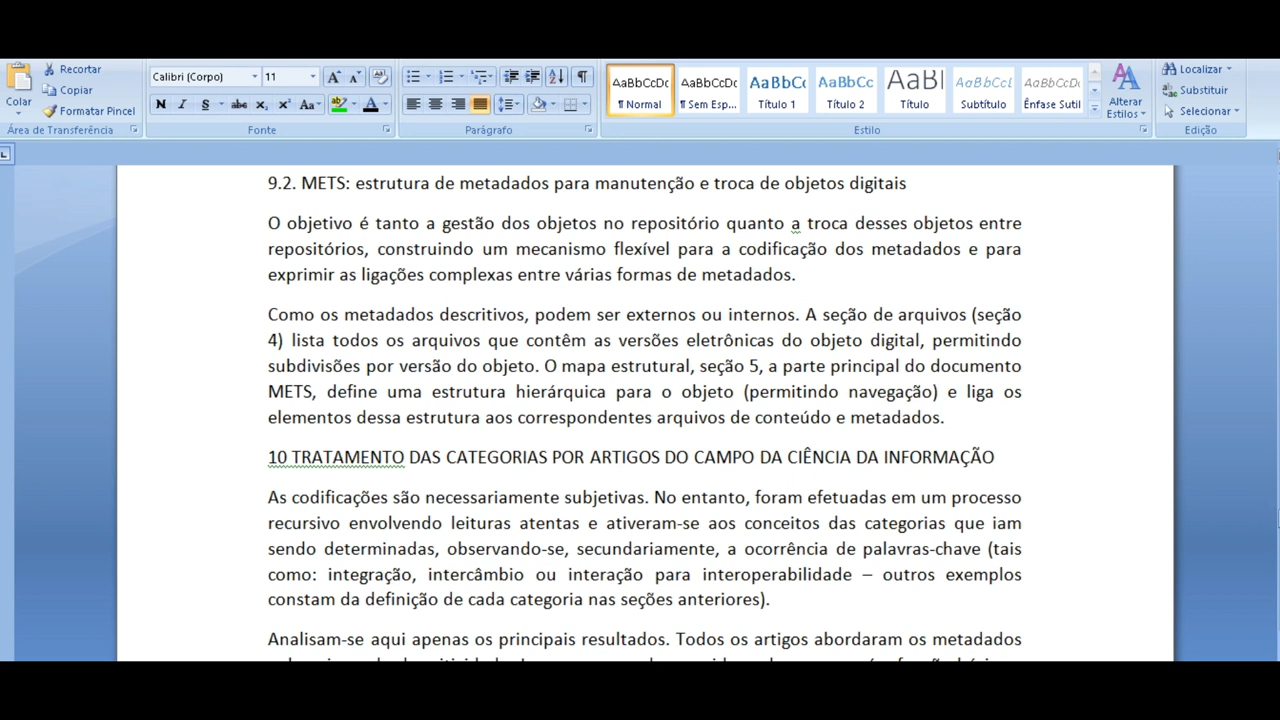 Recortar
Copiar
Formatar Pincel
Colar
Área de Transferência
Calibri (Corpo) 11
N I S abe x₂ x² Aa
Fonte
Parágrafo
AaBbCcDc AaBbCcDc AaBbCc AaBbCc AaBl AaBbCcL AaBbCcDc
¶ Normal ¶ Sem Esp... Título 1 Título 2 Título Subtítulo Ênfase Sutil
Alterar Estilos
Estilo
Localizar
Substituir
Selecionar
Edição
9.2. METS: estrutura de metadados para manutenção e troca de objetos digitais
O objetivo é tanto a gestão dos objetos no repositório quanto a troca desses objetos entre
repositórios, construindo um mecanismo flexível para a codificação dos metadados e para
exprimir as ligações complexas entre várias formas de metadados.
Como os metadados descritivos, podem ser externos ou internos. A seção de arquivos (seção
4) lista todos os arquivos que contêm as versões eletrônicas do objeto digital, permitindo
subdivisões por versão do objeto. O mapa estrutural, seção 5, a parte principal do documento
METS, define uma estrutura hierárquica para o objeto (permitindo navegação) e liga os
elementos dessa estrutura aos correspondentes arquivos de conteúdo e metadados.
10 TRATAMENTO DAS CATEGORIAS POR ARTIGOS DO CAMPO DA CIÊNCIA DA INFORMAÇÃO
As codificações são necessariamente subjetivas. No entanto, foram efetuadas em um processo
recursivo envolvendo leituras atentas e ativeram-se aos conceitos das categorias que iam
sendo determinadas, observando-se, secundariamente, a ocorrência de palavras-chave (tais
como: integração, intercâmbio ou interação para interoperabilidade – outros exemplos
constam da definição de cada categoria nas seções anteriores).
Analisam-se aqui apenas os principais resultados. Todos os artigos abordaram os metadados